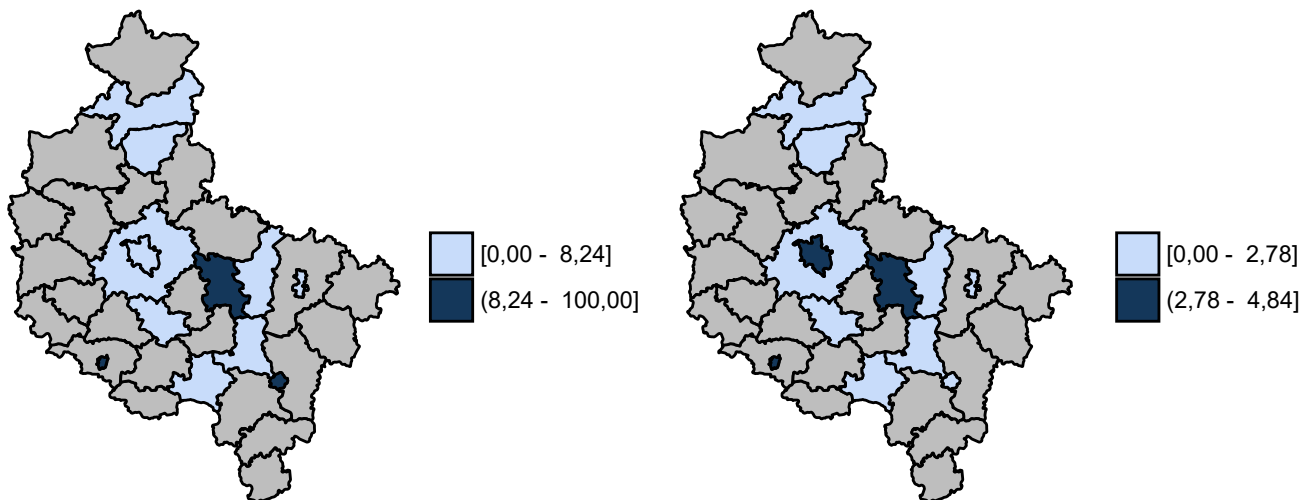 [0,00 - 8,24]
(8,24 - 100,00]
[0,00 - 2,78]
(2,78 - 4,84]